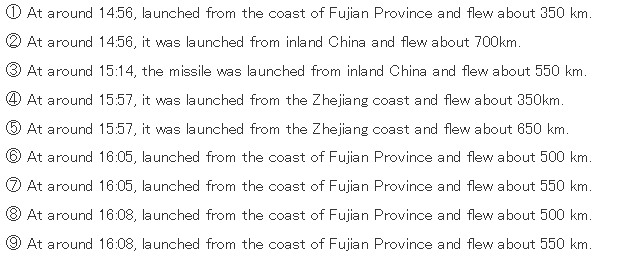 ① At around 14:56, launched from the coast of Fujian Province and flew about 350 km.
② At around 14:56, it was launched from inland China and flew about 700km.
③ At around 15:14, the missile was launched from inland China and flew about 550 km.
④ At around 15:57, it was launched from the Zhejiang coast and flew about 350km.
⑤ At around 15:57, it was launched from the Zhejiang coast and flew about 650 km.
⑥ At around 16:05, launched from the coast of Fujian Province and flew about 500 km.
⑦ At around 16:05, launched from the coast of Fujian Province and flew about 550 km.
⑧ At around 16:08, launched from the coast of Fujian Province and flew about 500 km.
⑨ At around 16:08, launched from the coast of Fujian Province and flew about 550 km.